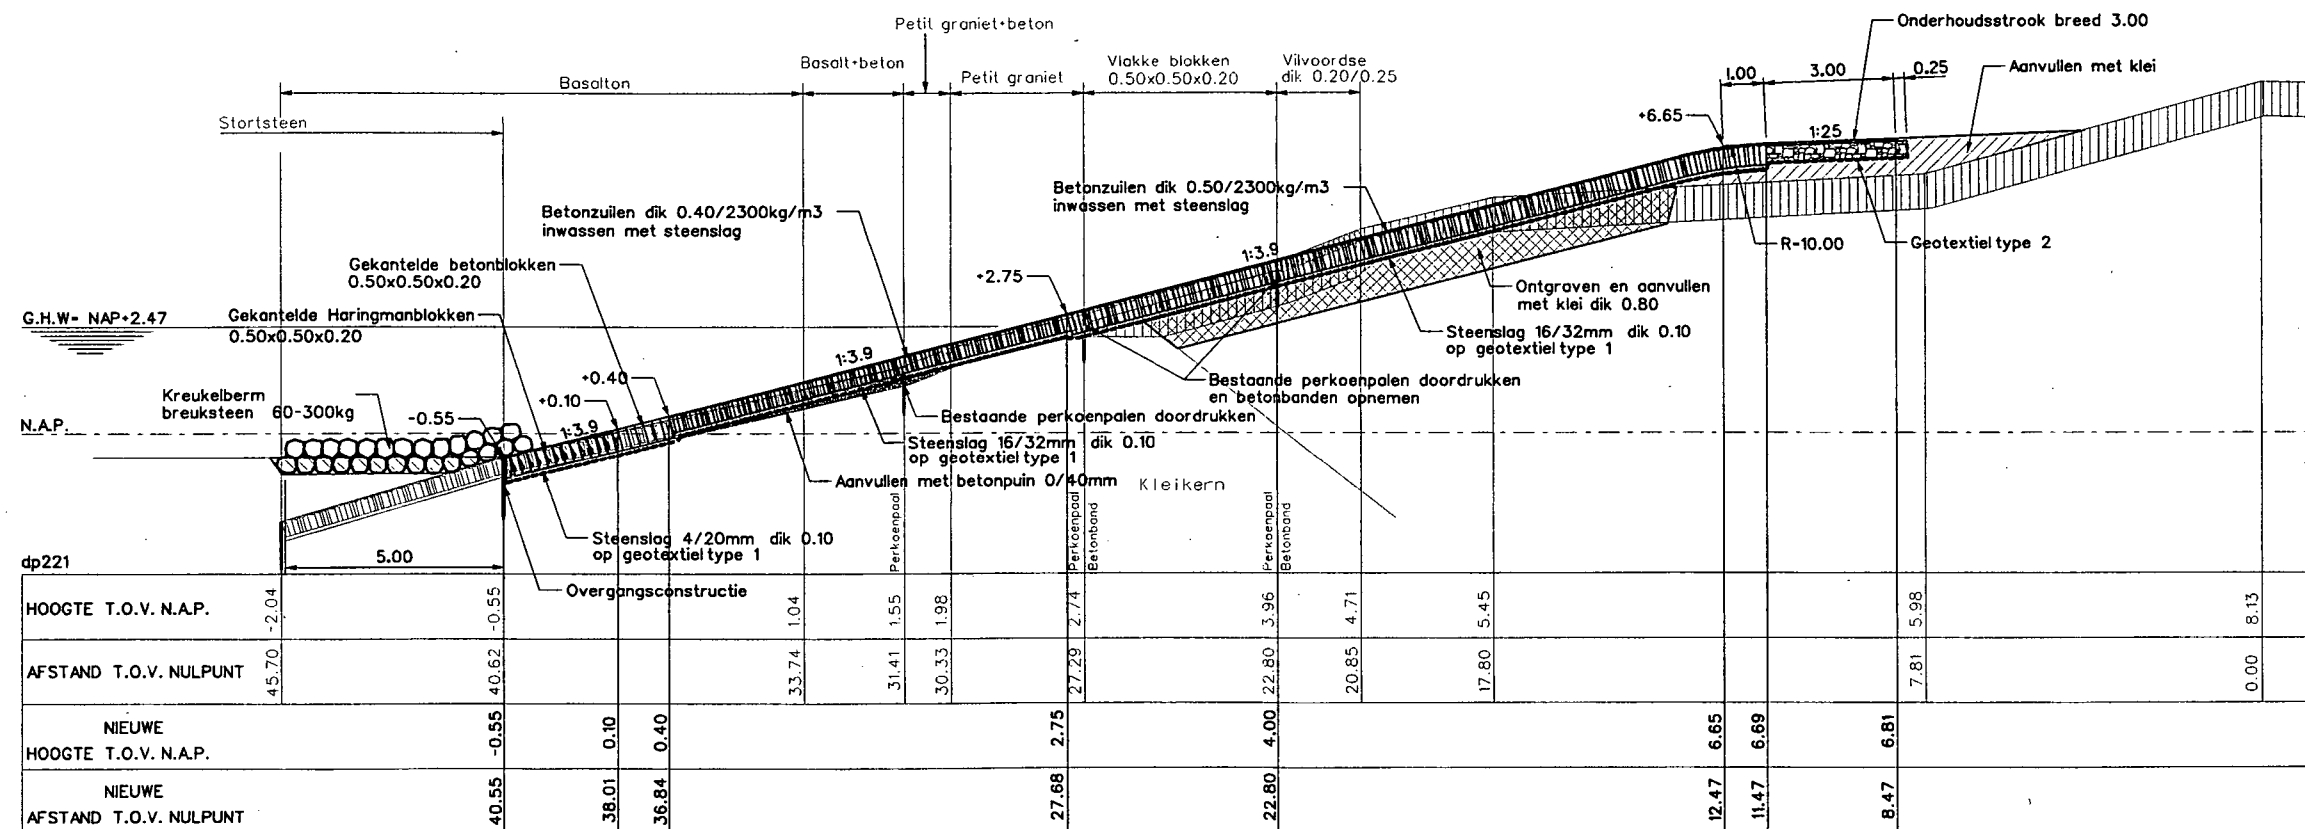 Petit graniet+beton
Onderhoudsstrook breed 3.00
Basalt+beton
Petit graniet
Vlakke blokken
0.50x0.50x0.20
Vilvoordse
dik 0.20/0.25
1.00
3.00
0.25
Aanvullen met klei
Basalton
Stortsteen
+6.65
1:25
Betonzuilen dik 0.50/2300kg/m3
inwassen met steenslag
Betonzuilen dik 0.40/2300kg/m3
inwassen met steenslag
R=10.00
Geotextiel type 2
1:3.9
Gekantelde betonblokken
0.50x0.50x0.20
+2.75
Ontgraven en aanvullen
met klei dik 0.80
G.H.W= NAP+2.47
Gekantelde Haringmanblokken
0.50x0.50x0.20
Steenslag 16/32mm dik 0.10
op geotextiel type 1
1:3.9
+0.40
Bestaande perkoenpalen doordrukken
en betonbanden opnemen
Kreukelberm
breuksteen 60-300kg
-0.55
+0.10
Bestaande perkoenpalen doordrukken
N.A.P.
1:3.9
Steenslag 16/32mm dik 0.10
op geotextiel type 1
Aanvullen met betonpuin 0/40mm
Kleikern
Perkoenpaal
Perkoenpaal
Betonband
Perkoenpaal
Betonband
Steenslag 4/20mm dik 0.10
op geotextiel type 1
dp221
5.00
Overgangsconstructie
HOOGTE T.O.V. N.A.P.
-2.04
-0.55
1.04
1.55
1.98
2.74
3.96
4.71
5.45
5.98
8.13
AFSTAND T.O.V. NULPUNT
45.70
40.62
33.74
31.41
30.33
27.29
22.80
20.85
17.80
7.81
0.00
NIEUWE
HOOGTE T.O.V. N.A.P.
-0.55
0.10
0.40
2.75
4.00
6.65
6.69
6.81
NIEUWE
AFSTAND T.O.V. NULPUNT
40.55
38.01
36.84
27.68
22.80
12.47
11.47
8.47